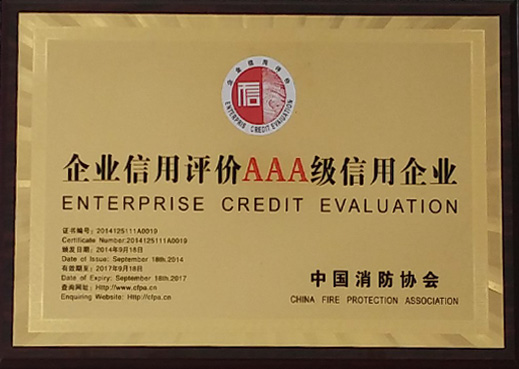 企业信用评价
信
ENTERPRIS CREDIT EVALUATION
企业信用评价AAA级信用企业
ENTERPRISE CREDIT EVALUATION
证书编号：2014125111A0019
Certificate Number:2014125111A0019
颁发日期：2014年9月18日
Date of Issue: September 18th.2014
有效期至：2017年9月18日
Date of Expiry: September 18th.2017
查询网址：Http://www.cfpa.cn
Enquiring Website: Http://cfpa.cn
中国消防协会
CHINA FIRE PROTECTION ASSOCIATION